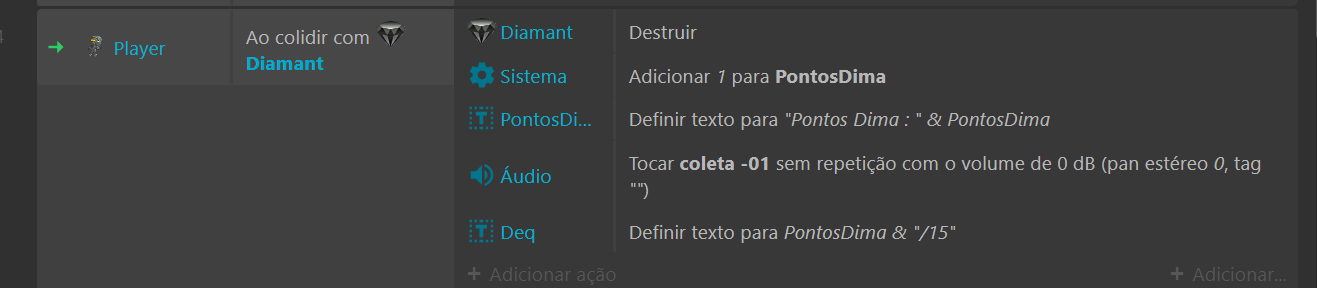 Player
Ao colidir com
Diamant
Diamant Destruir
Sistema Adicionar 1 para PontosDima
PontosDi... Definir texto para "Pontos Dima : " & PontosDima
Áudio Tocar coleta -01 sem repetição com o volume de 0 dB (pan estéreo 0, tag
"")
Deq Definir texto para PontosDima & "/15"
+ Adicionar ação + Adicionar...